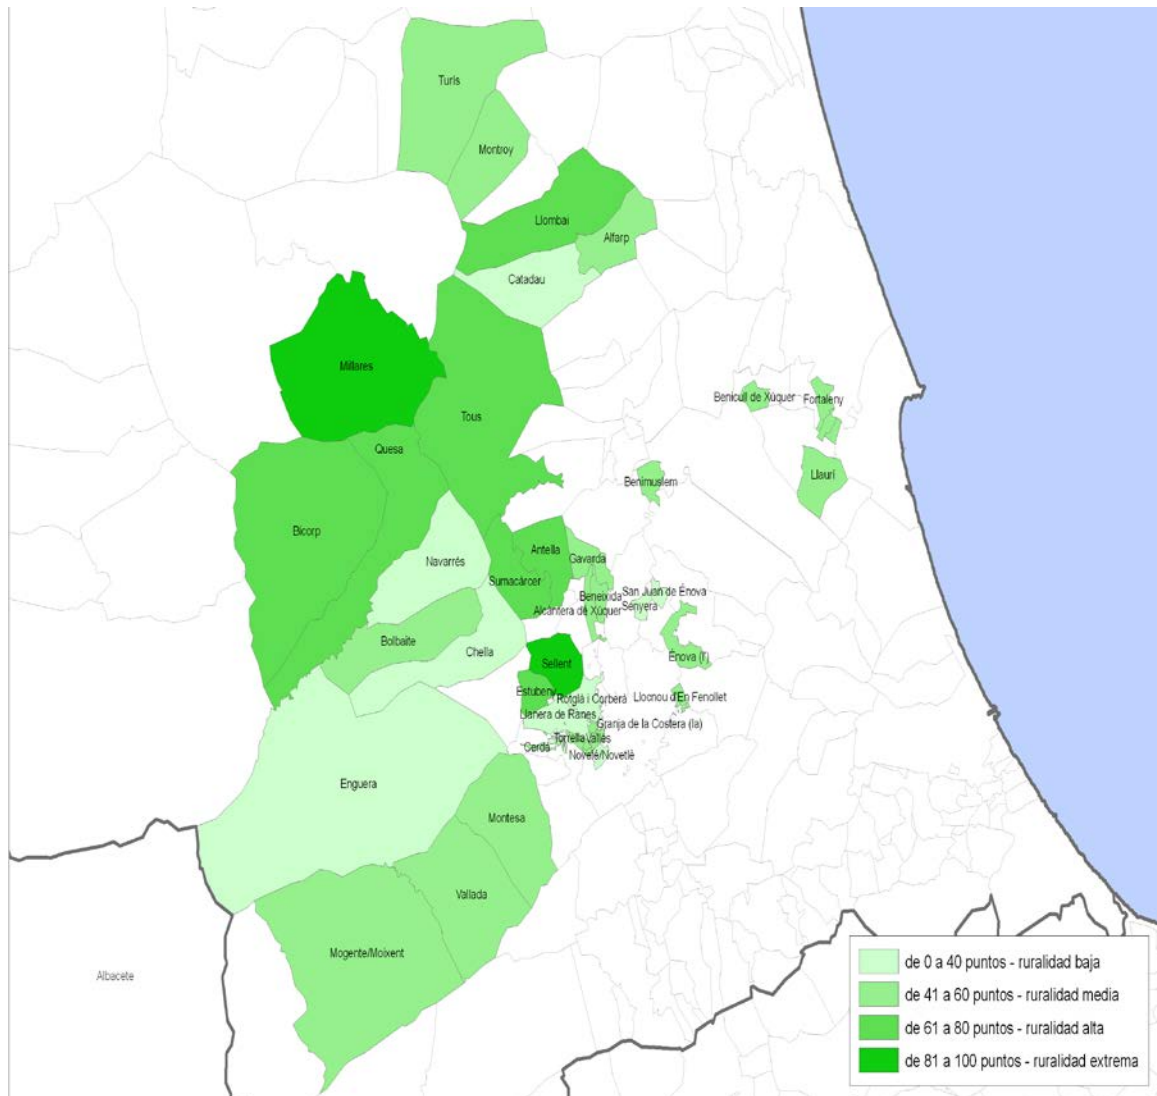 Turís
Montroy
Llombai
Alfarp
Catadau
Millares
Tous
Benicull de Xúquer
Fortaleny
Quesa
Llaurí
Benimuslem
Bicorp
Antella
Gavarda
Navarrés
Sumacàrcer
San Juan de Énova
Beneixida
Senyera
Alcàntera de Xúquer
Bolbaite
Chella
Sellent
Énova (l')
Estubeny
Rotglà i Corberà
Llocnou d'En Fenollet
Llanera de Ranes
Granja de la Costera (la)
Torrella
Vallés
Cerdà
Novelé/Novetlè
Enguera
Montesa
Vallada
Mogente/Moixent
Albacete
de 0 a 40 puntos - ruralidad baja
de 41 a 60 puntos - ruralidad media
de 61 a 80 puntos - ruralidad alta
de 81 a 100 puntos - ruralidad extrema